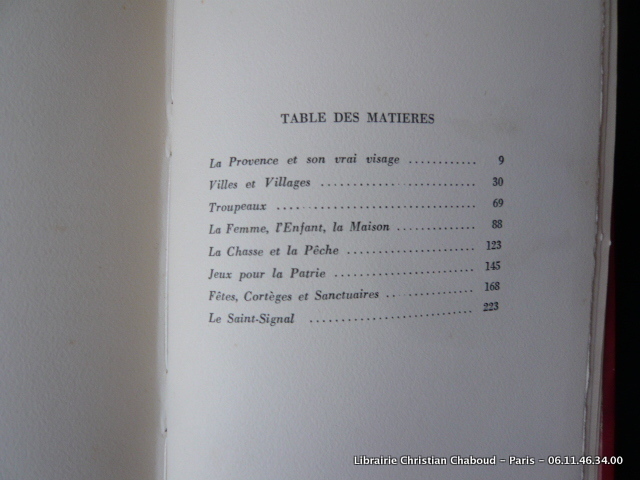 TABLE DES MATIERES
La Provence et son vrai visage ........... 9
Villes et Villages ........................ 30
Troupeaux ............................... 69
La Femme, l'Enfant, la Maison ............ 88
La Chasse et la Pêche .................... 123
Jeux pour la Patrie ...................... 145
Fêtes, Cortèges et Sanctuaires .............. 168
Le Saint-Signal ......................... 223
Librairie Christian Chaboud - Paris - 06.11.46.34.00